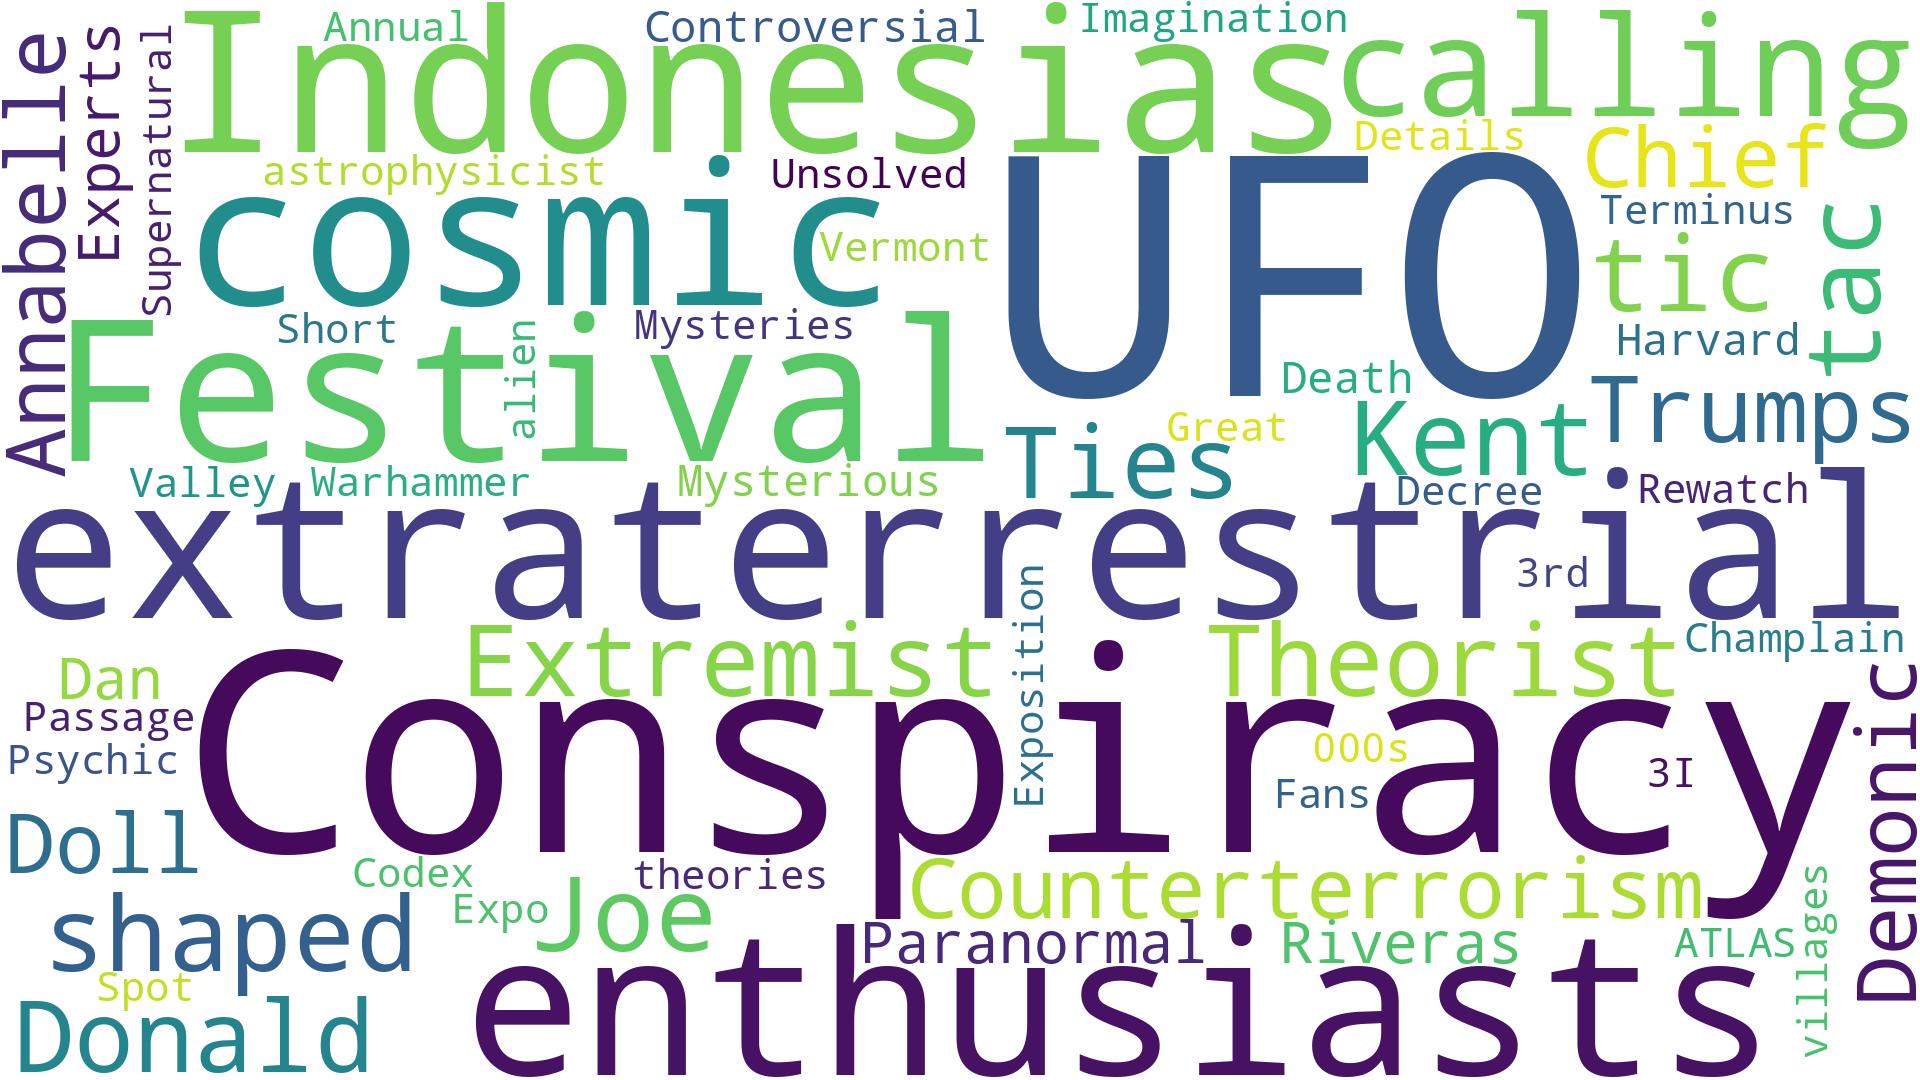 Annabelle
Experts
Supernatural
Annual
Controversial
Imagination
Indonesias
calling
Details
Chief
astrophysicist
Unsolved
UFO
Terminus
cosmic
Vermont
tic
tac
Short
alien
Mysteries
Harvard
Festival
Death
Trumps
Great
Kent
Ties
Valley
Warhammer
Mysterious
Decree
Rewatch
extraterrestrial
3rd
Exposition
Extremist
Theorist
Champlain
Dan
Passage
Psychic
Conspiracy
OOOs
3I
Fans
Demonic
Doll
Codex
theories
Counterterrorism
villages
shaped
Expo
Joe
Paranormal
Riveras
ATLAS
Spot
Donald
enthusiasts